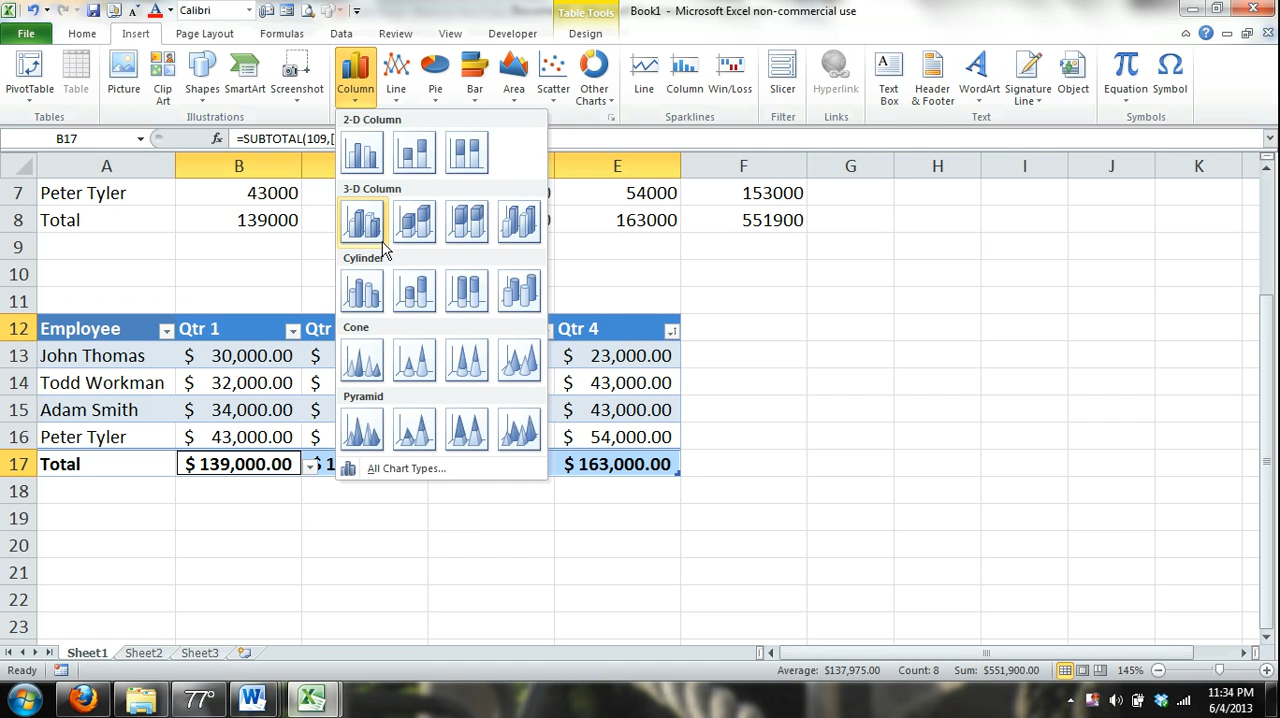 Calibri
Table Tools
Book1 - Microsoft Excel non-commercial use
File Home Insert Page Layout Formulas Data Review View Developer Design
PivotTable Table Picture Clip Art Shapes SmartArt Screenshot Column Line Pie Bar Area Scatter Other Charts Line Column Win/Loss Slicer Hyperlink Text Box Header & Footer WordArt Signature Line Object Equation Symbol
Tables Illustrations Sparklines Filter Links Text Symbols
B17 fx =SUBTOTAL(109,[
2-D Column
3-D Column
Cylinder
Cone
Pyramid
All Chart Types...
A B E F G H I J K
7 Peter Tyler 43000 54000 153000
8 Total 139000 163000 551900
9
10
11
12 Employee Qtr 1 Qtr Qtr 4
13 John Thomas $ 30,000.00 $ $ 23,000.00
14 Todd Workman $ 32,000.00 $ $ 43,000.00
15 Adam Smith $ 34,000.00 $ $ 43,000.00
16 Peter Tyler $ 43,000.00 $ $ 54,000.00
17 Total $ 139,000.00 $ 1 $ 163,000.00
18
19
20
21
22
23
Sheet1 Sheet2 Sheet3
Ready Average: $137,975.00 Count: 8 Sum: $551,900.00 145%
77°
11:34 PM
6/4/2013